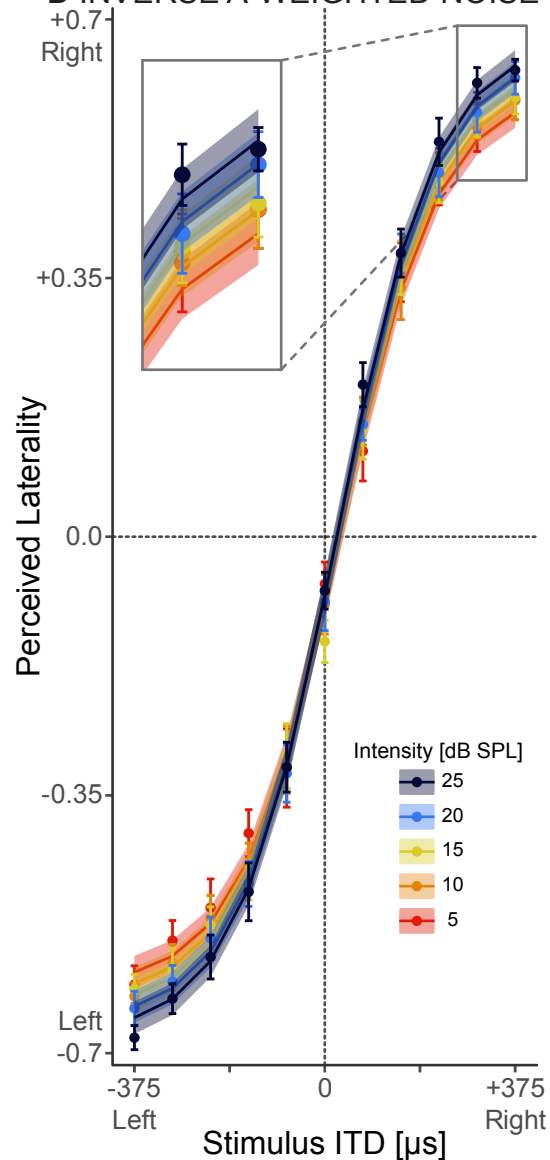 B INVERSE A-WEIGHTED NOISE
+0.7
Right
+0.35
Perceived Laterality
0.0
Intensity [dB SPL]
25
-0.35
20
15
10
5
Left
-0.7
-375
0
+375
Left
Right
Stimulus ITD [μs]